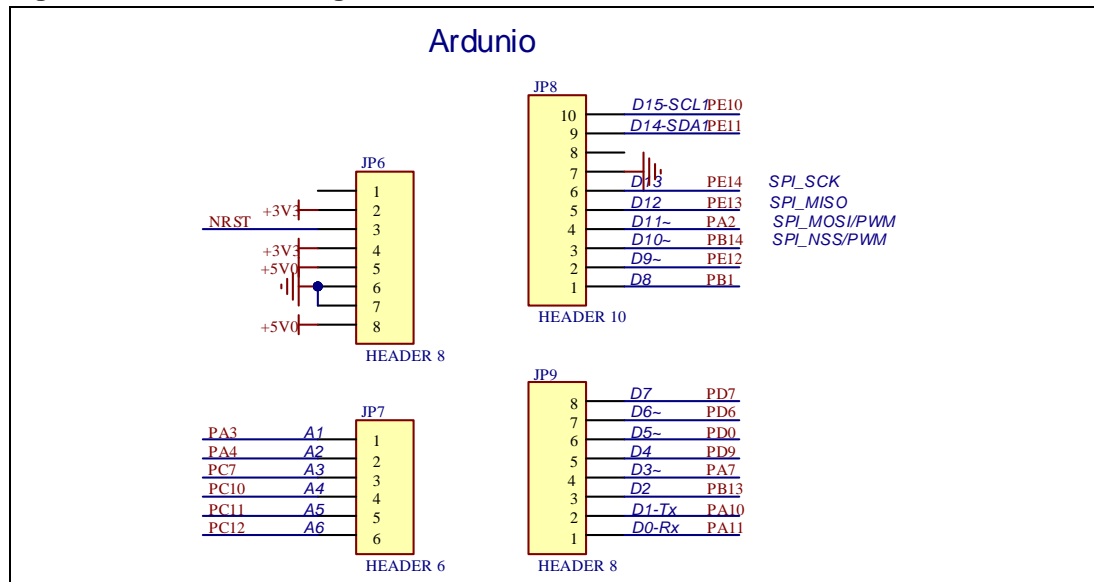 Ardunio
JP6
1
+3V3 2
NRST 3
+3V3 4
+5V0 5
6
7
+5V0 8
HEADER 8
JP8
10 D15-SCL1 PE10
9 D14-SDA1 PE11
8
7
6 D13 PE14 SPI_SCK
5 D12 PE13 SPI_MISO
4 D11~ PA2 SPI_MOSI/PWM
3 D10~ PB14 SPI_NSS/PWM
2 D9~ PE12
1 D8 PB1
HEADER 10
JP7
PA3 A1 1
PA4 A2 2
PC7 A3 3
PC10 A4 4
PC11 A5 5
PC12 A6 6
HEADER 6
JP9
8 D7 PD7
7 D6~ PD6
6 D5~ PD0
5 D4 PD9
4 D3~ PA7
3 D2 PB13
2 D1-Tx PA10
1 D0-Rx PA11
HEADER 8